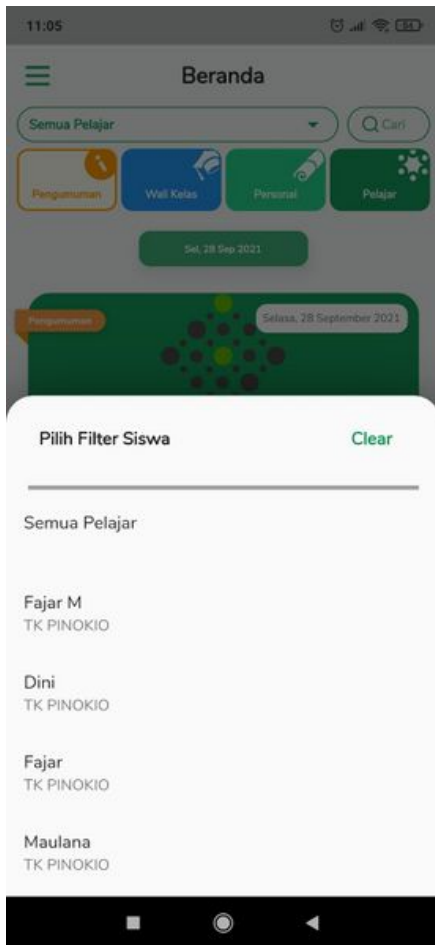 11:05
54
Beranda
Semua Pelajar
Cari
Pengumuman
Wali Kelas
Personal
Pelajar
Sel, 28 Sep 2021
Pengumuman
Selasa, 28 September 2021
Pilih Filter Siswa
Clear
Semua Pelajar
Fajar M
TK PINOKIO
Dini
TK PINOKIO
Fajar
TK PINOKIO
Maulana
TK PINOKIO